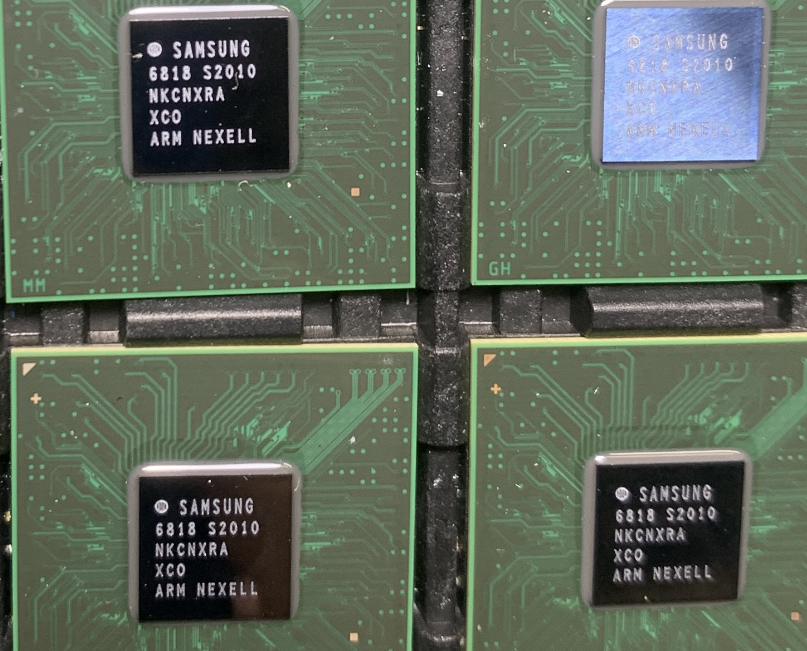 SAMSUNG
6818 S2010
NKCNXRA
XCO
ARM NEXELL
MM
SAMSUNG
6818 S2010
NKCNXRA
XCO
ARM NEXELL
GH
SAMSUNG
6818 S2010
NKCNXRA
XCO
ARM NEXELL
SAMSUNG
6818 S2010
NKCNXRA
XCO
ARM NEXELL